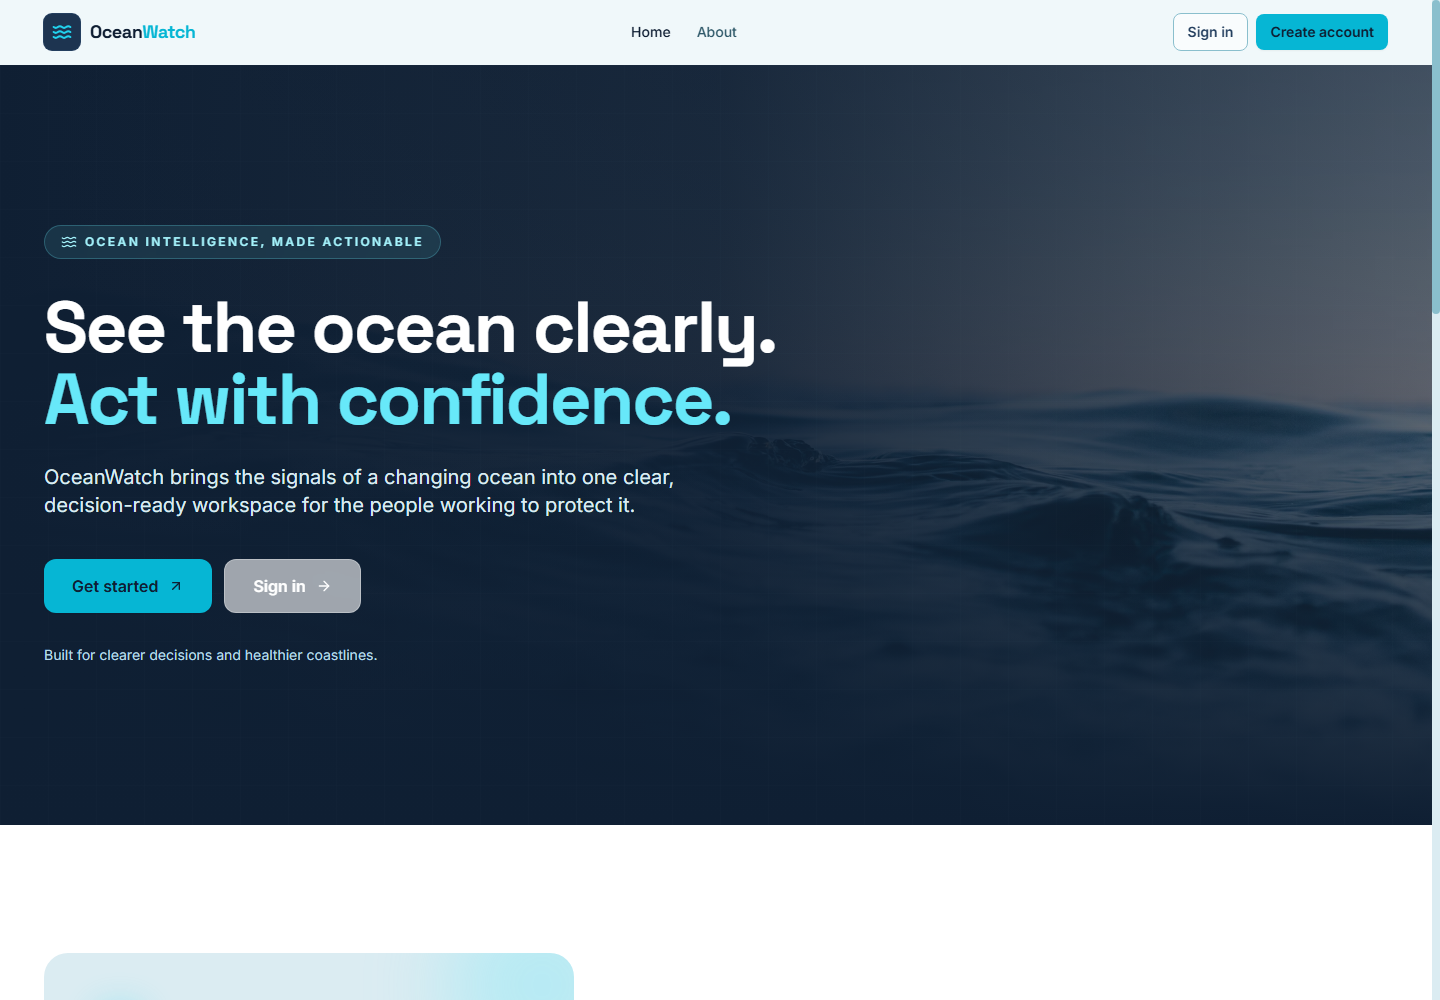 OceanWatch
Home
About
Sign in
Create account
OCEAN INTELLIGENCE, MADE ACTIONABLE
See the ocean clearly.
Act with confidence.
OceanWatch brings the signals of a changing ocean into one clear,
decision-ready workspace for the people working to protect it.
Get started
Sign in
Built for clearer decisions and healthier coastlines.